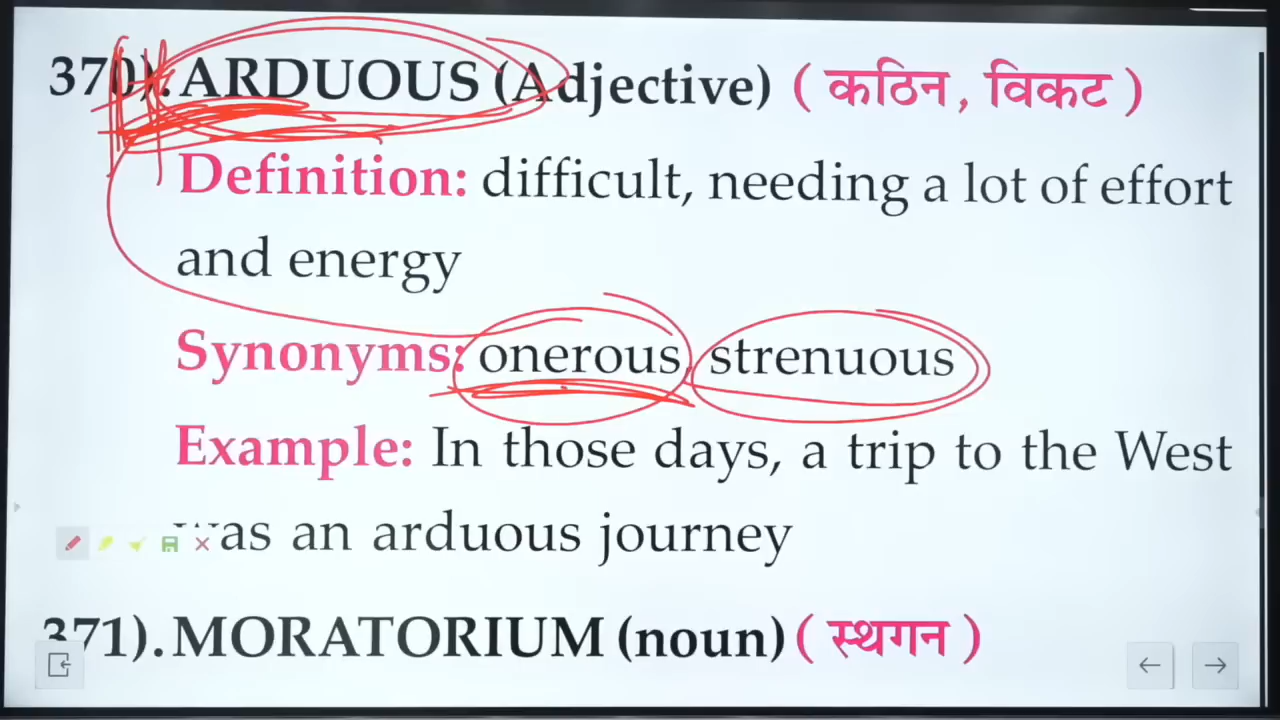 370). ARDUOUS (Adjective) ( कठिन, विकट )
Definition: difficult, needing a lot of effort
and energy
Synonyms: onerous, strenuous
Example: In those days, a trip to the West
was an arduous journey
371). MORATORIUM (noun) ( स्थगन )